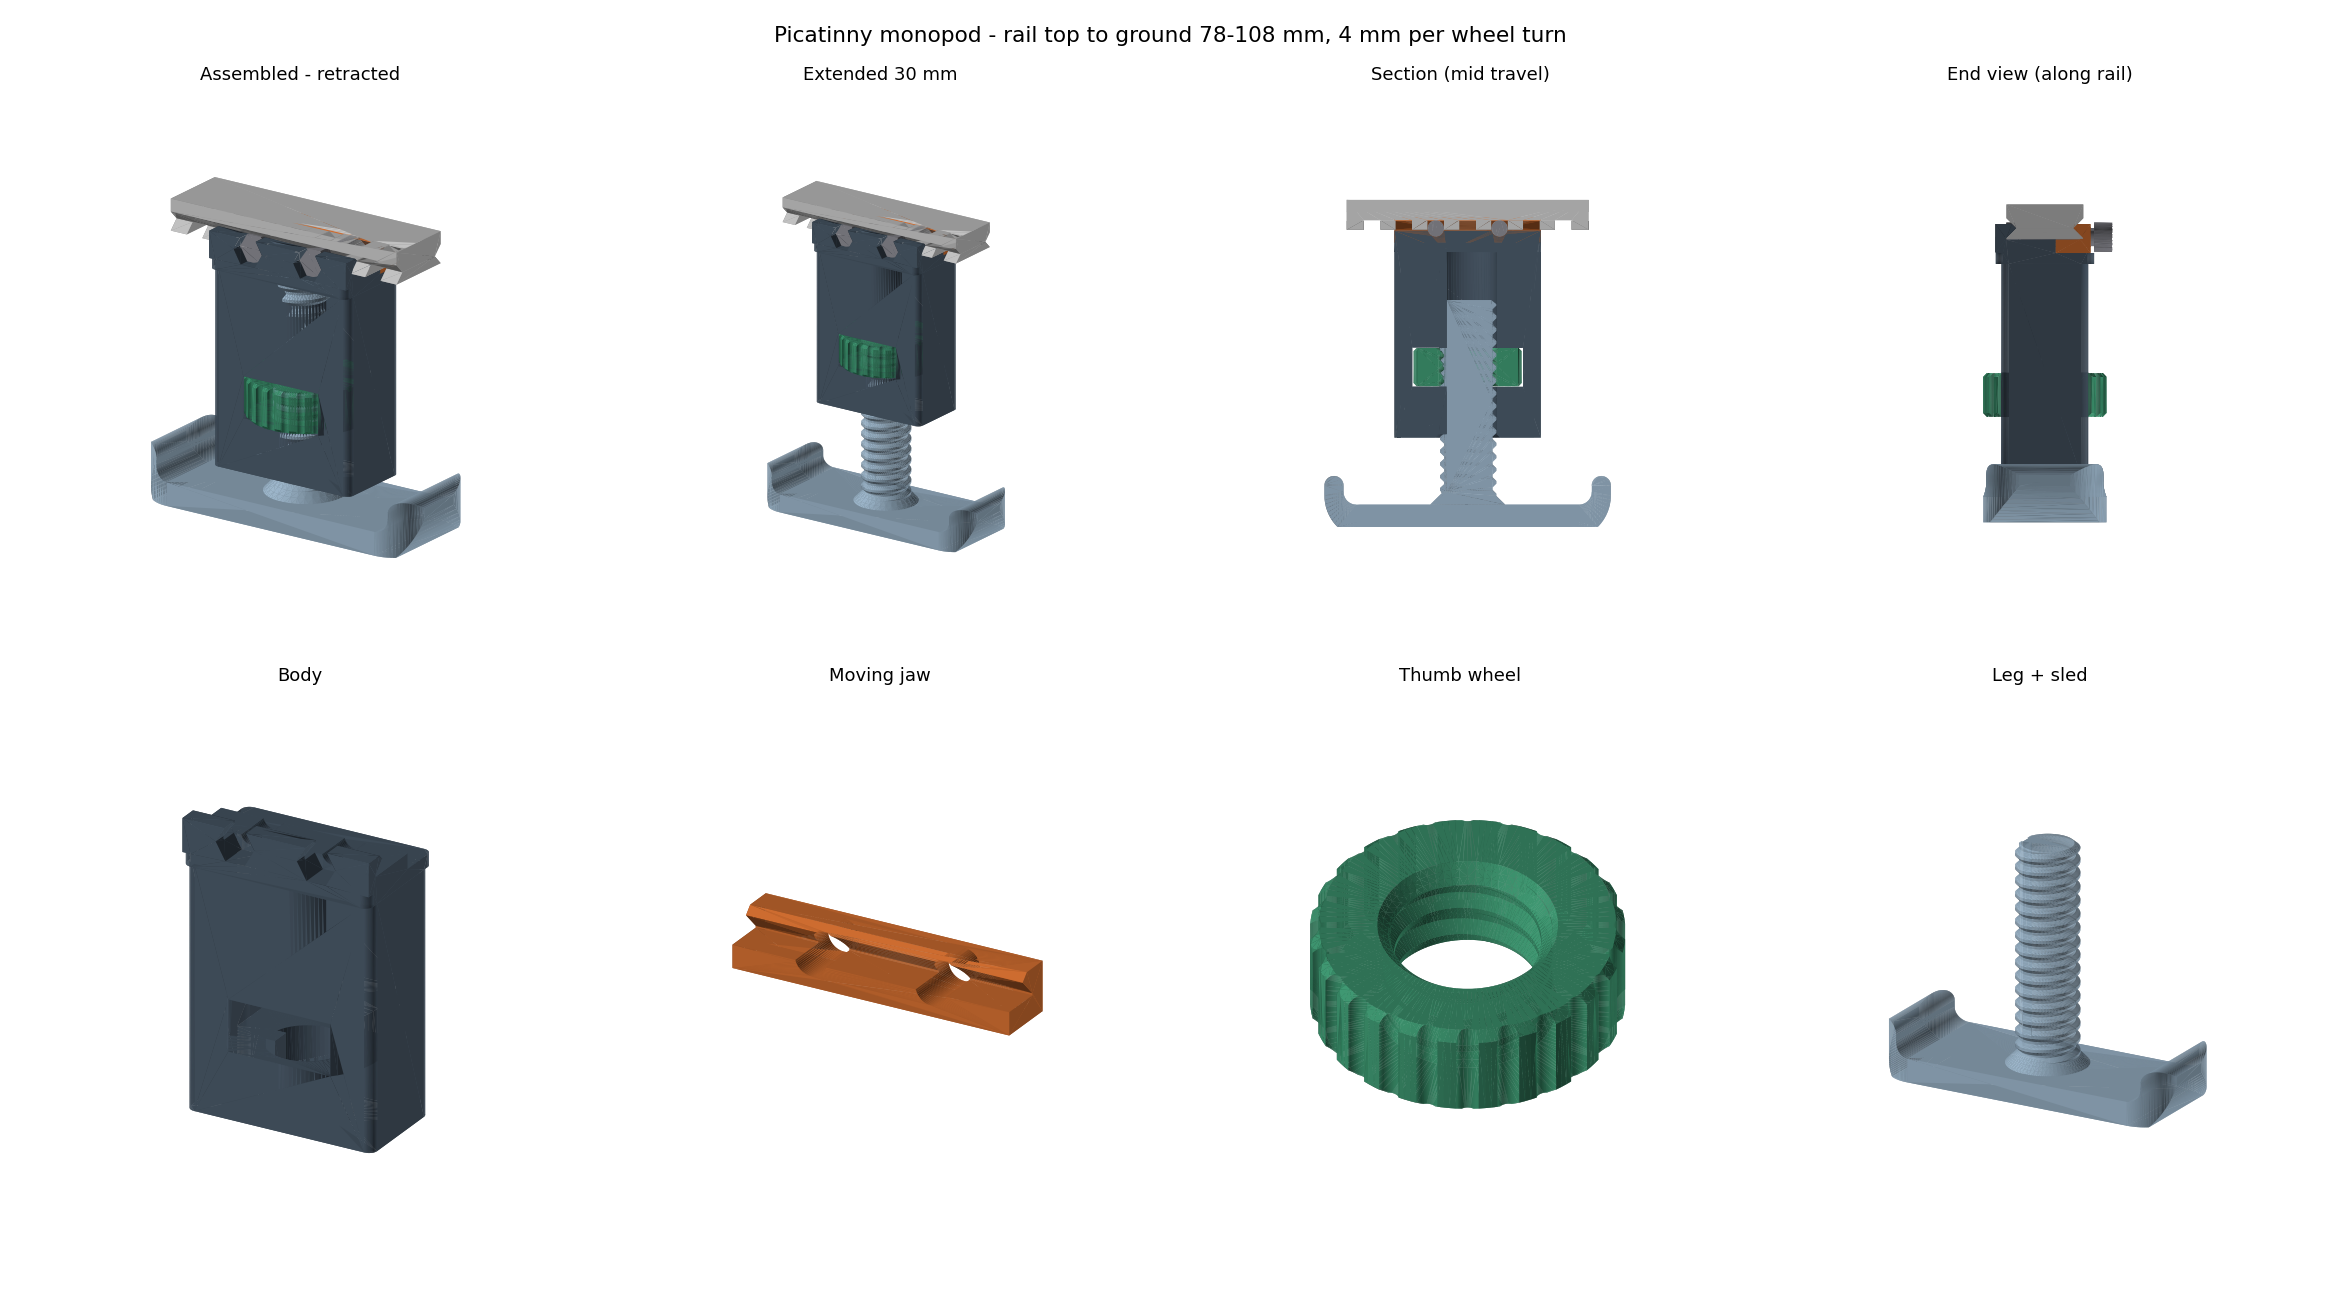 Picatinny monopod - rail top to ground 78-108 mm, 4 mm per wheel turn
Assembled - retracted
Extended 30 mm
Section (mid travel)
End view (along rail)
Body
Moving jaw
Thumb wheel
Leg + sled